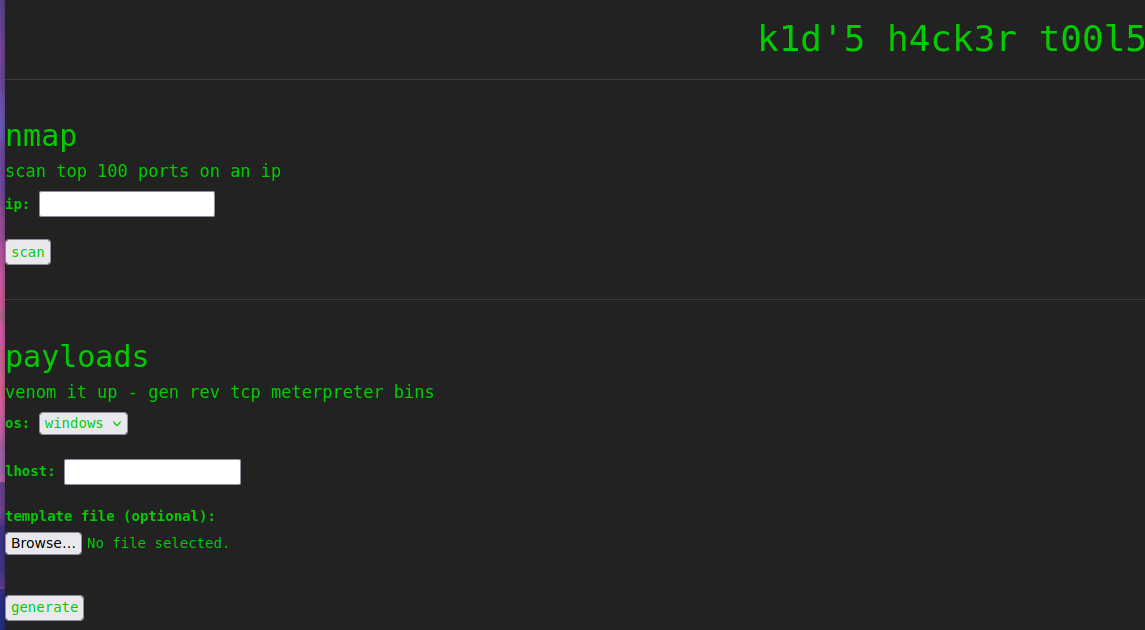 k1d'5 h4ck3r t00l5
nmap
scan top 100 ports on an ip
ip:
scan
payloads
venom it up - gen rev tcp meterpreter bins
os: windows
lhost:
template file (optional):
Browse... No file selected.
generate